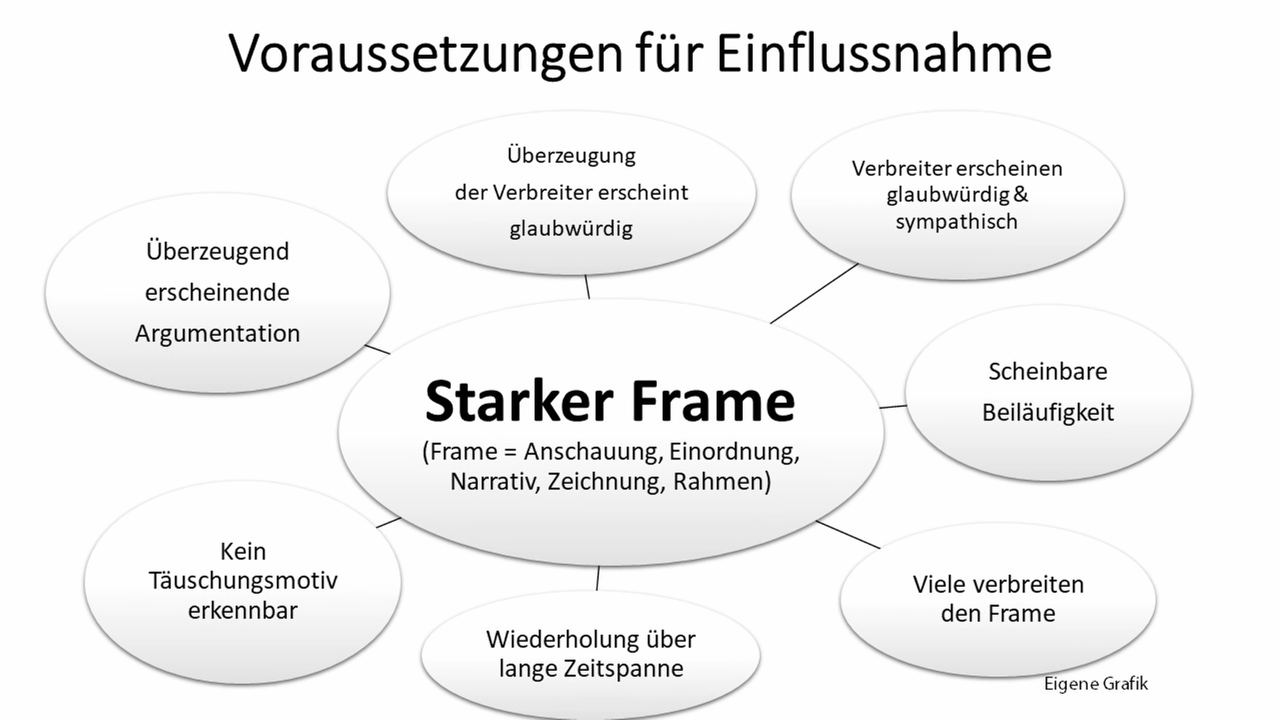 Voraussetzungen für Einflussnahme
Überzeugung
der Verbreiter erscheint
glaubwürdig
Verbreiter erscheinen
glaubwürdig &
sympathisch
Überzeugend
erscheinende
Argumentation
Scheinbare
Beiläufigkeit
Starker Frame
(Frame = Anschauung, Einordnung,
Narrativ, Zeichnung, Rahmen)
Kein
Täuschungsmotiv
erkennbar
Wiederholung über
lange Zeitspanne
Viele verbreiten
den Frame
Eigene Grafik